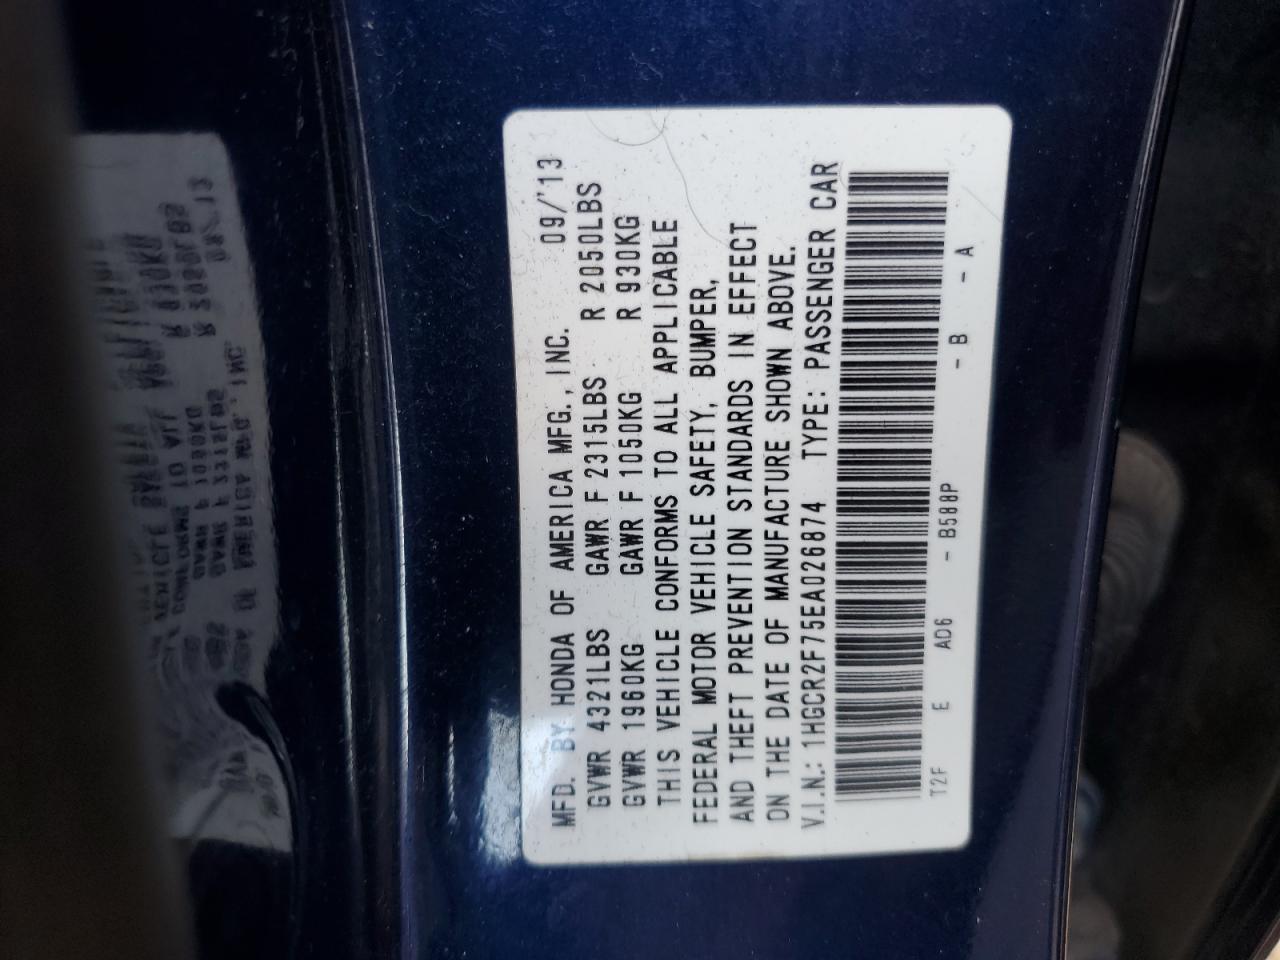 MFD. BY HONDA OF AMERICA MFG., INC. 09/'13
GVWR 4321LBS GAWR F 2315LBS R 2050LBS
GVWR 1960KG GAWR F 1050KG R 930KG
THIS VEHICLE CONFORMS TO ALL APPLICABLE
FEDERAL MOTOR VEHICLE SAFETY, BUMPER,
AND THEFT PREVENTION STANDARDS IN EFFECT
ON THE DATE OF MANUFACTURE SHOWN ABOVE.
V.I.N.: 1HGCR2F75EA026874 TYPE: PASSENGER CAR
T2F E AD6 - B588P - B - A